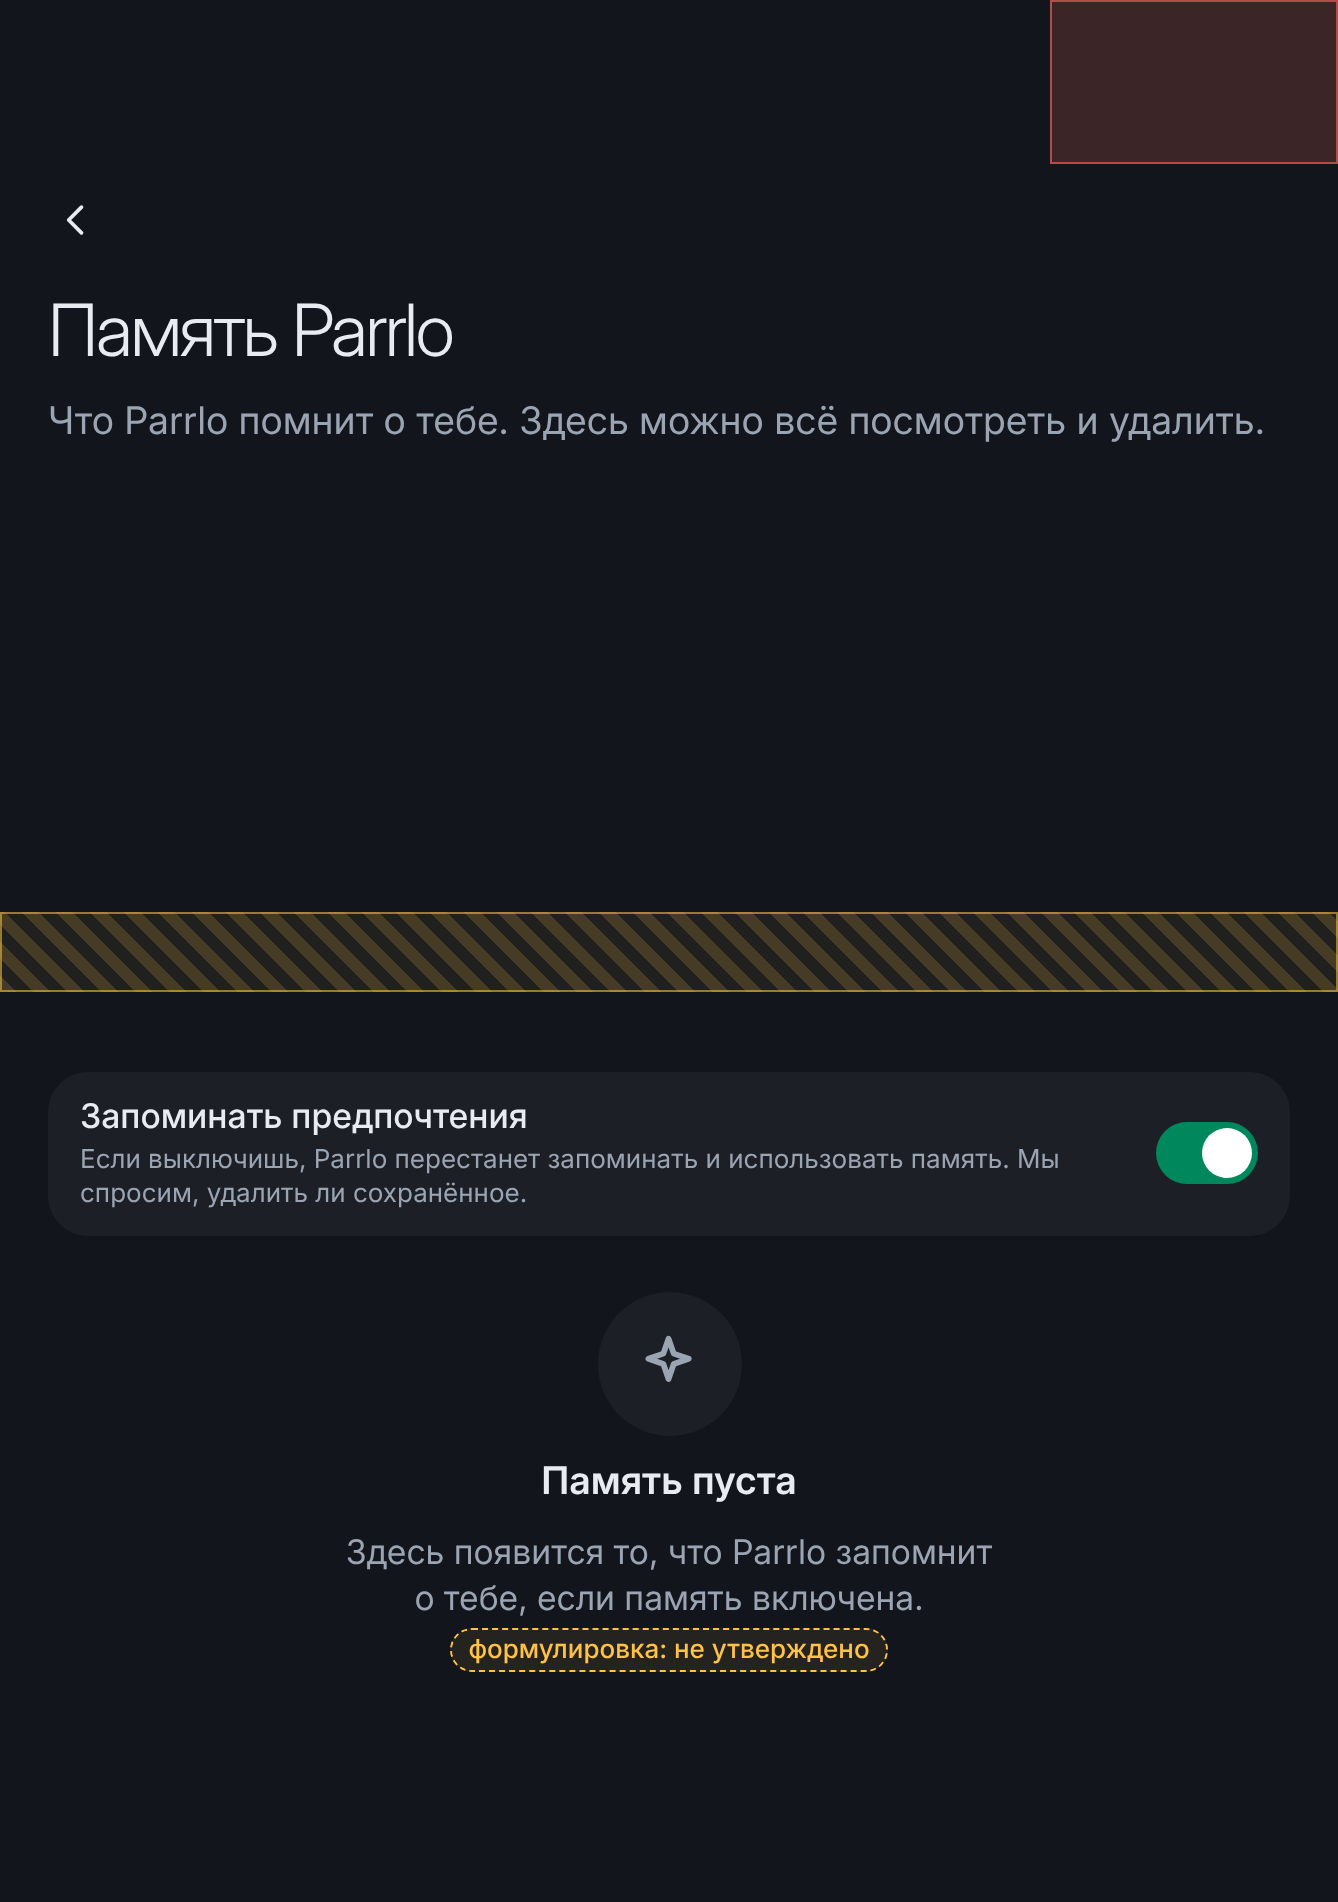 Память Parrlo
Что Parrlo помнит о тебе. Здесь можно всё посмотреть и удалить.
Запоминать предпочтения
Если выключишь, Parrlo перестанет запоминать и использовать память. Мы
спросим, удалить ли сохранённое.
Память пуста
Здесь появится то, что Parrlo запомнит
о тебе, если память включена.
формулировка: не утверждено